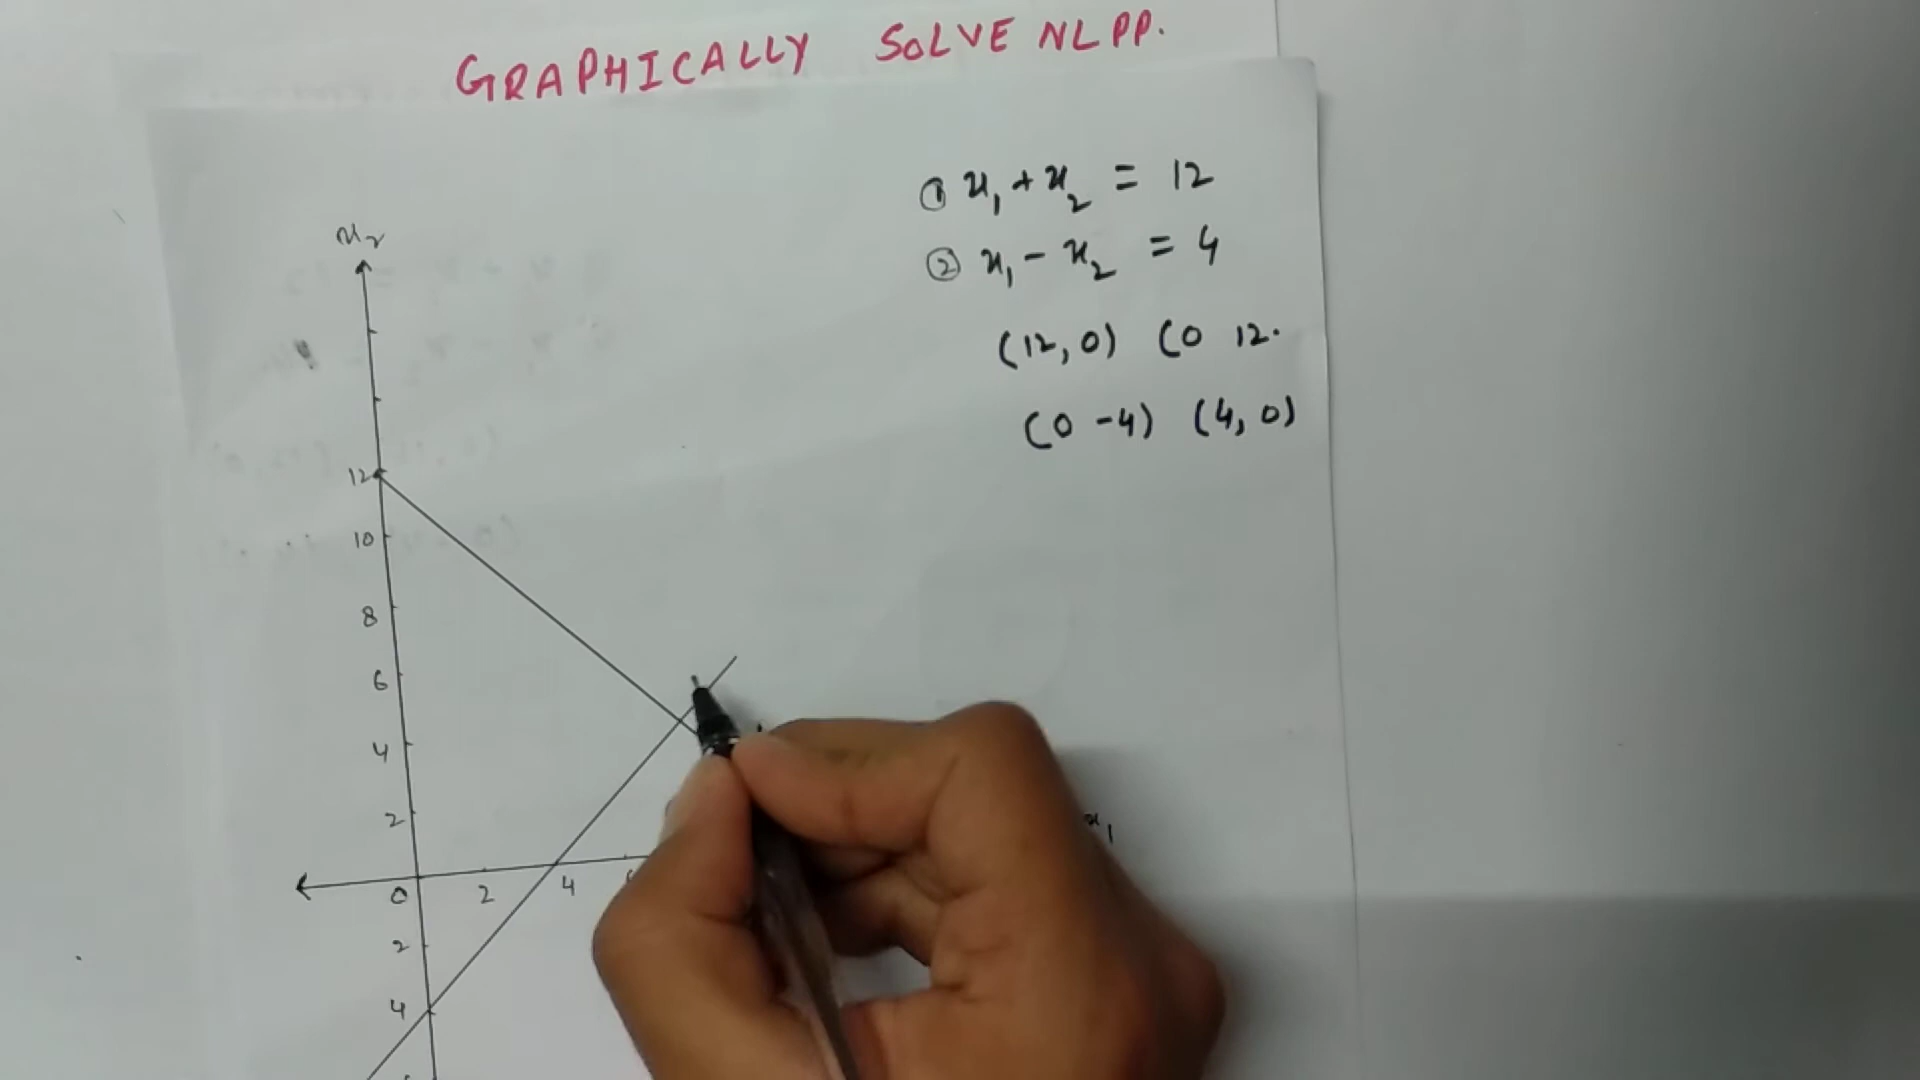 GRAPHICALLY SOLVE NLPP.
① x₁ + x₂ = 12
② x₁ - x₂ = 4
(12, 0) (0 12.
(0 -4) (4, 0)
x₂
12
10
8
6
4
2
x₁
0 2 4
2
4